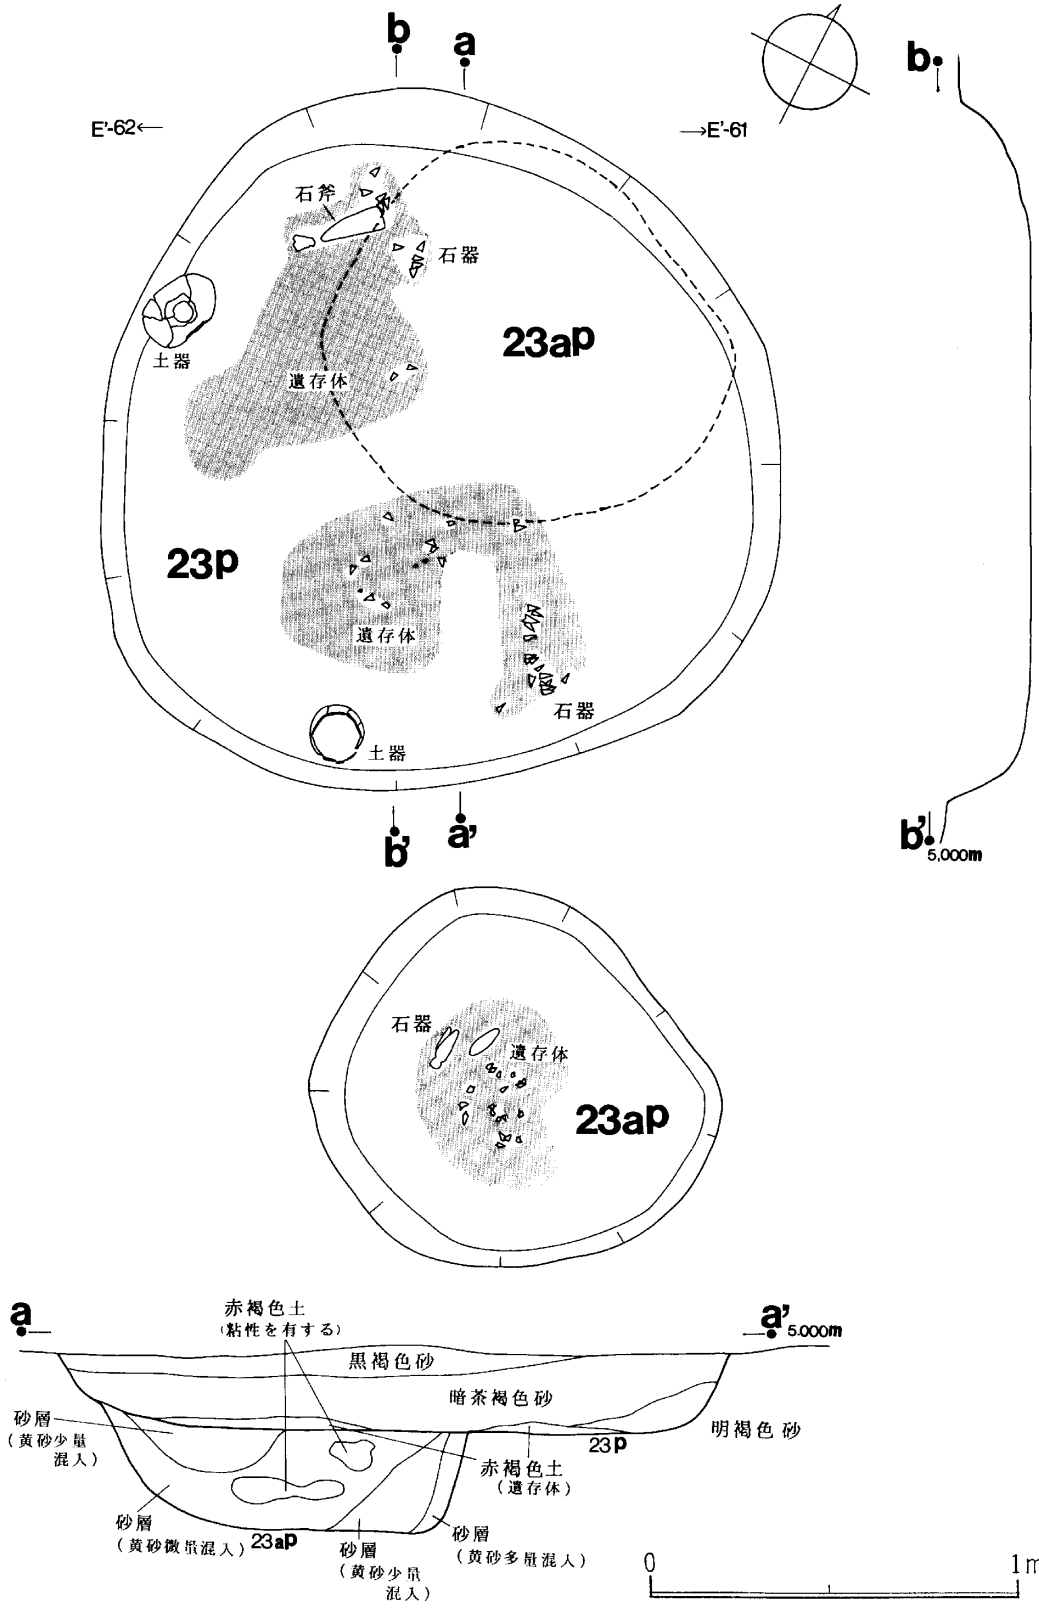 b
a
b
E'-62←
→E'-61
石斧
石器
23aP
土器
遺存体
23P
遺存体
石器
土器
b'
a'
b'
5,000m
石器
遺存体
23aP
a
赤褐色土
(粘性を有する)
a' 5.000m
黒褐色砂
暗茶褐色砂
砂層
(黄砂少量
混入)
明褐色砂
23P
赤褐色土
(遺存体)
砂層
(黄砂微量混入)
23aP
砂層
(黄砂少量
混入)
砂層
(黄砂多量混入)
0
1m